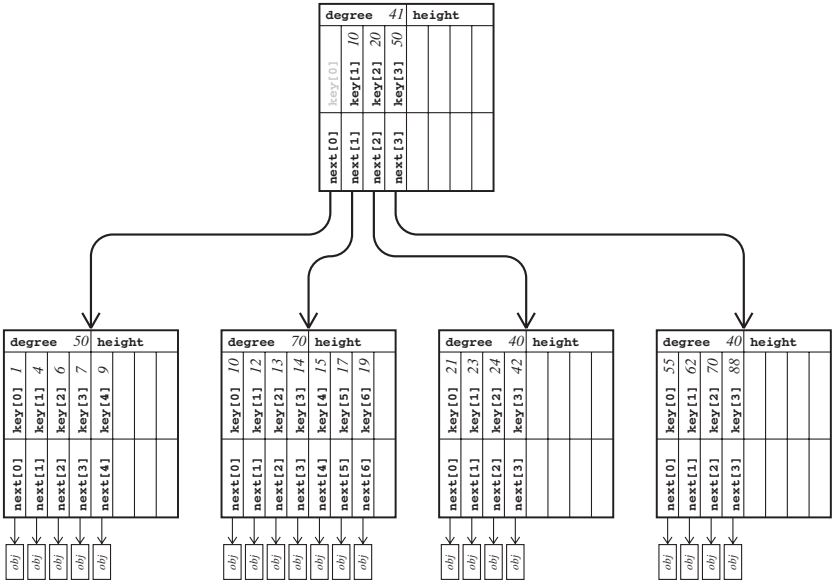 degree 41 height
key[0] key[1] 10 key[2] 20 key[3] 50
next[0] next[1] next[2] next[3]
degree 50 height
key[0] 1 key[1] 4 key[2] 6 key[3] 7 key[4] 9
next[0] next[1] next[2] next[3] next[4]
obj obj obj obj obj
degree 70 height
key[0] 10 key[1] 12 key[2] 13 key[3] 14 key[4] 15 key[5] 17 key[6] 19
next[0] next[1] next[2] next[3] next[4] next[5] next[6]
obj obj obj obj obj obj obj
degree 40 height
key[0] 21 key[1] 23 key[2] 24 key[3] 42
next[0] next[1] next[2] next[3]
obj obj obj obj
degree 40 height
key[0] 55 key[1] 62 key[2] 70 key[3] 88
next[0] next[1] next[2] next[3]
obj obj obj obj